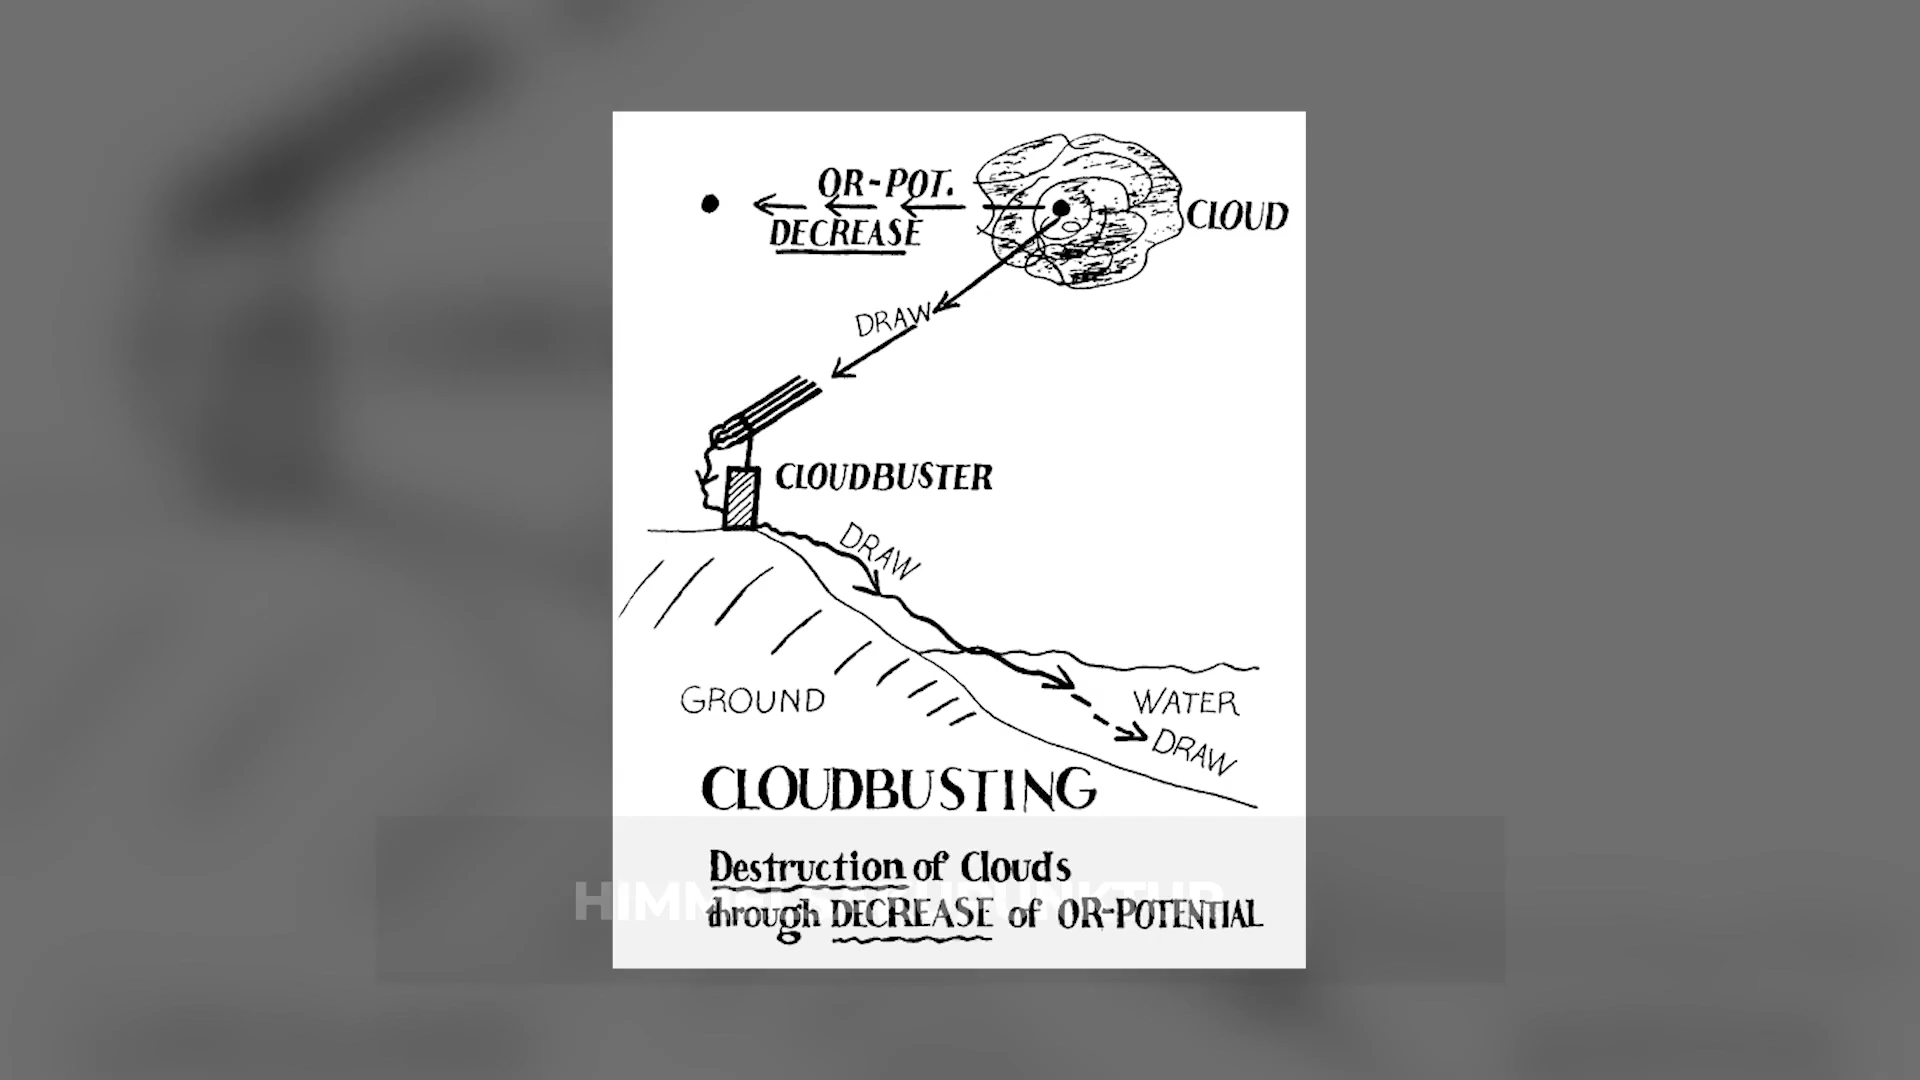 OR-POT.
DECREASE
CLOUD
DRAW
CLOUDBUSTER
DRAW
GROUND
WATER
DRAW
CLOUDBUSTING
Destruction of Clouds
through DECREASE of OR-POTENTIAL